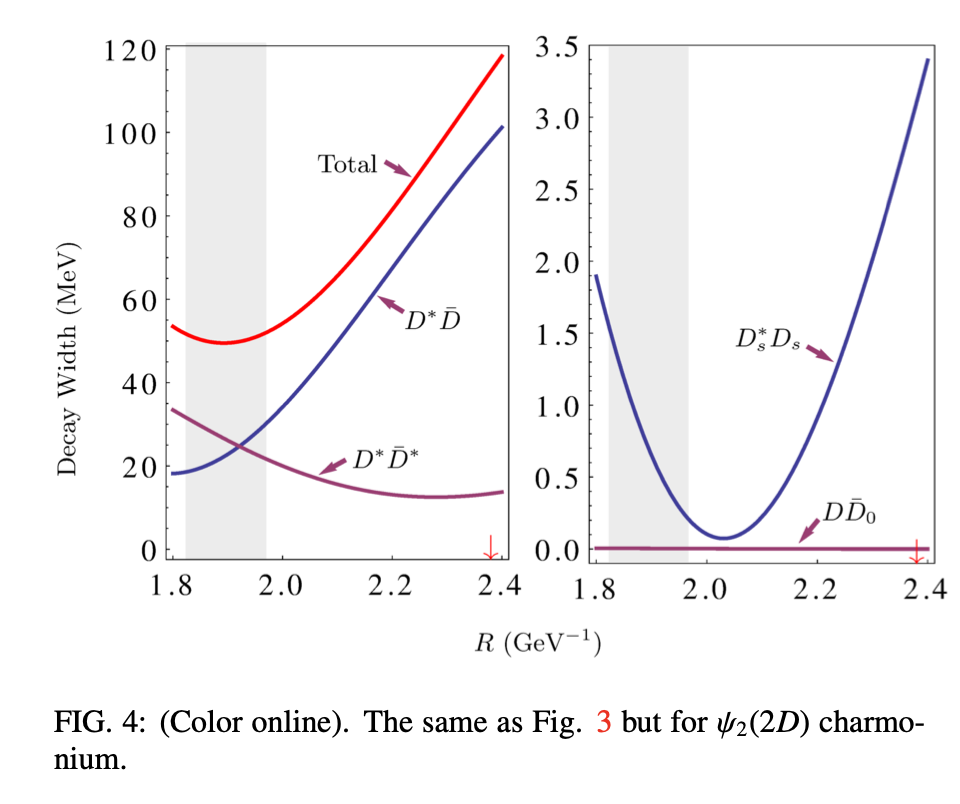 120
100
80
60
40
20
0
1.8 2.0 2.2 2.4
Decay Width (MeV)
Total
D* D̄
D* D̄*
3.5
3.0
2.5
2.0
1.5
1.0
0.5
0.0
1.8 2.0 2.2 2.4
D*ₛ Dₛ
D D̄₀
R (GeV⁻¹)
FIG. 4: (Color online). The same as Fig. 3 but for ψ₂(2D) charmo-
nium.